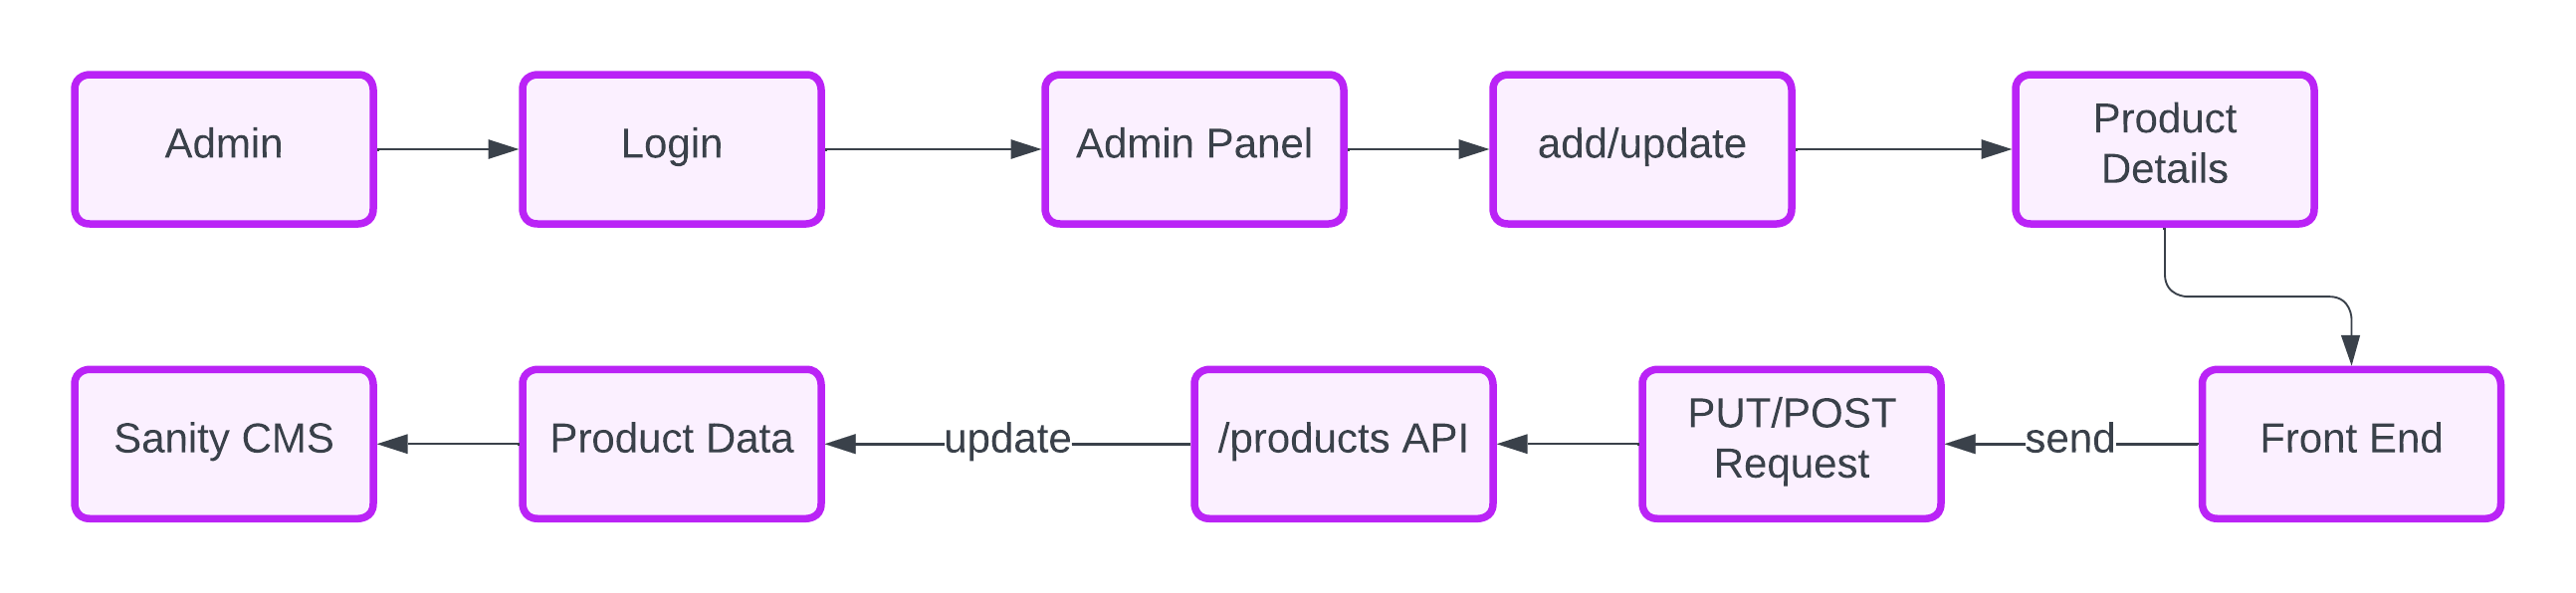 Admin
Login
Admin Panel
add/update
Product
Details
Sanity CMS
Product Data
update
/products API
PUT/POST
Request
send
Front End